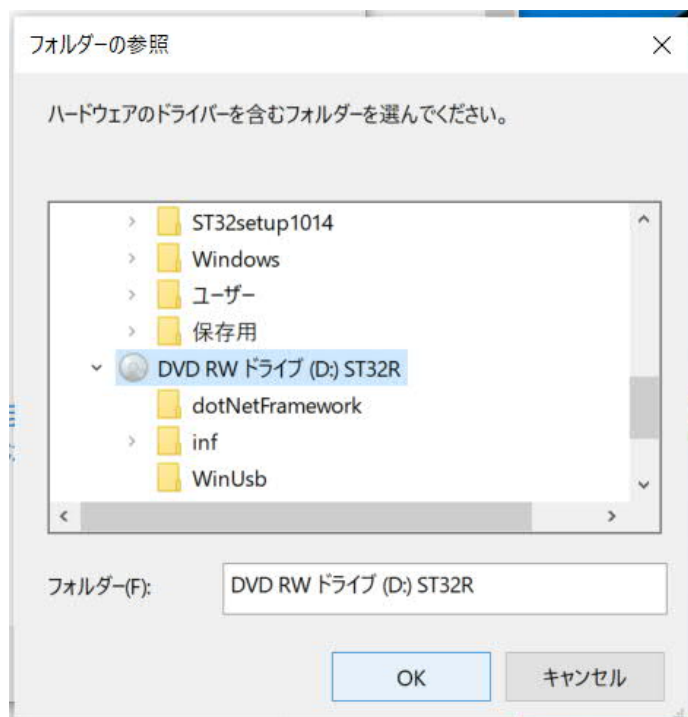 フォルダーの参照
ハードウェアのドライバーを含むフォルダーを選んでください。
ST32setup1014
Windows
ユーザー
保存用
DVD RW ドライブ (D:) ST32R
dotNetFramework
inf
WinUsb
フォルダー(F):
DVD RW ドライブ (D:) ST32R
OK
キャンセル